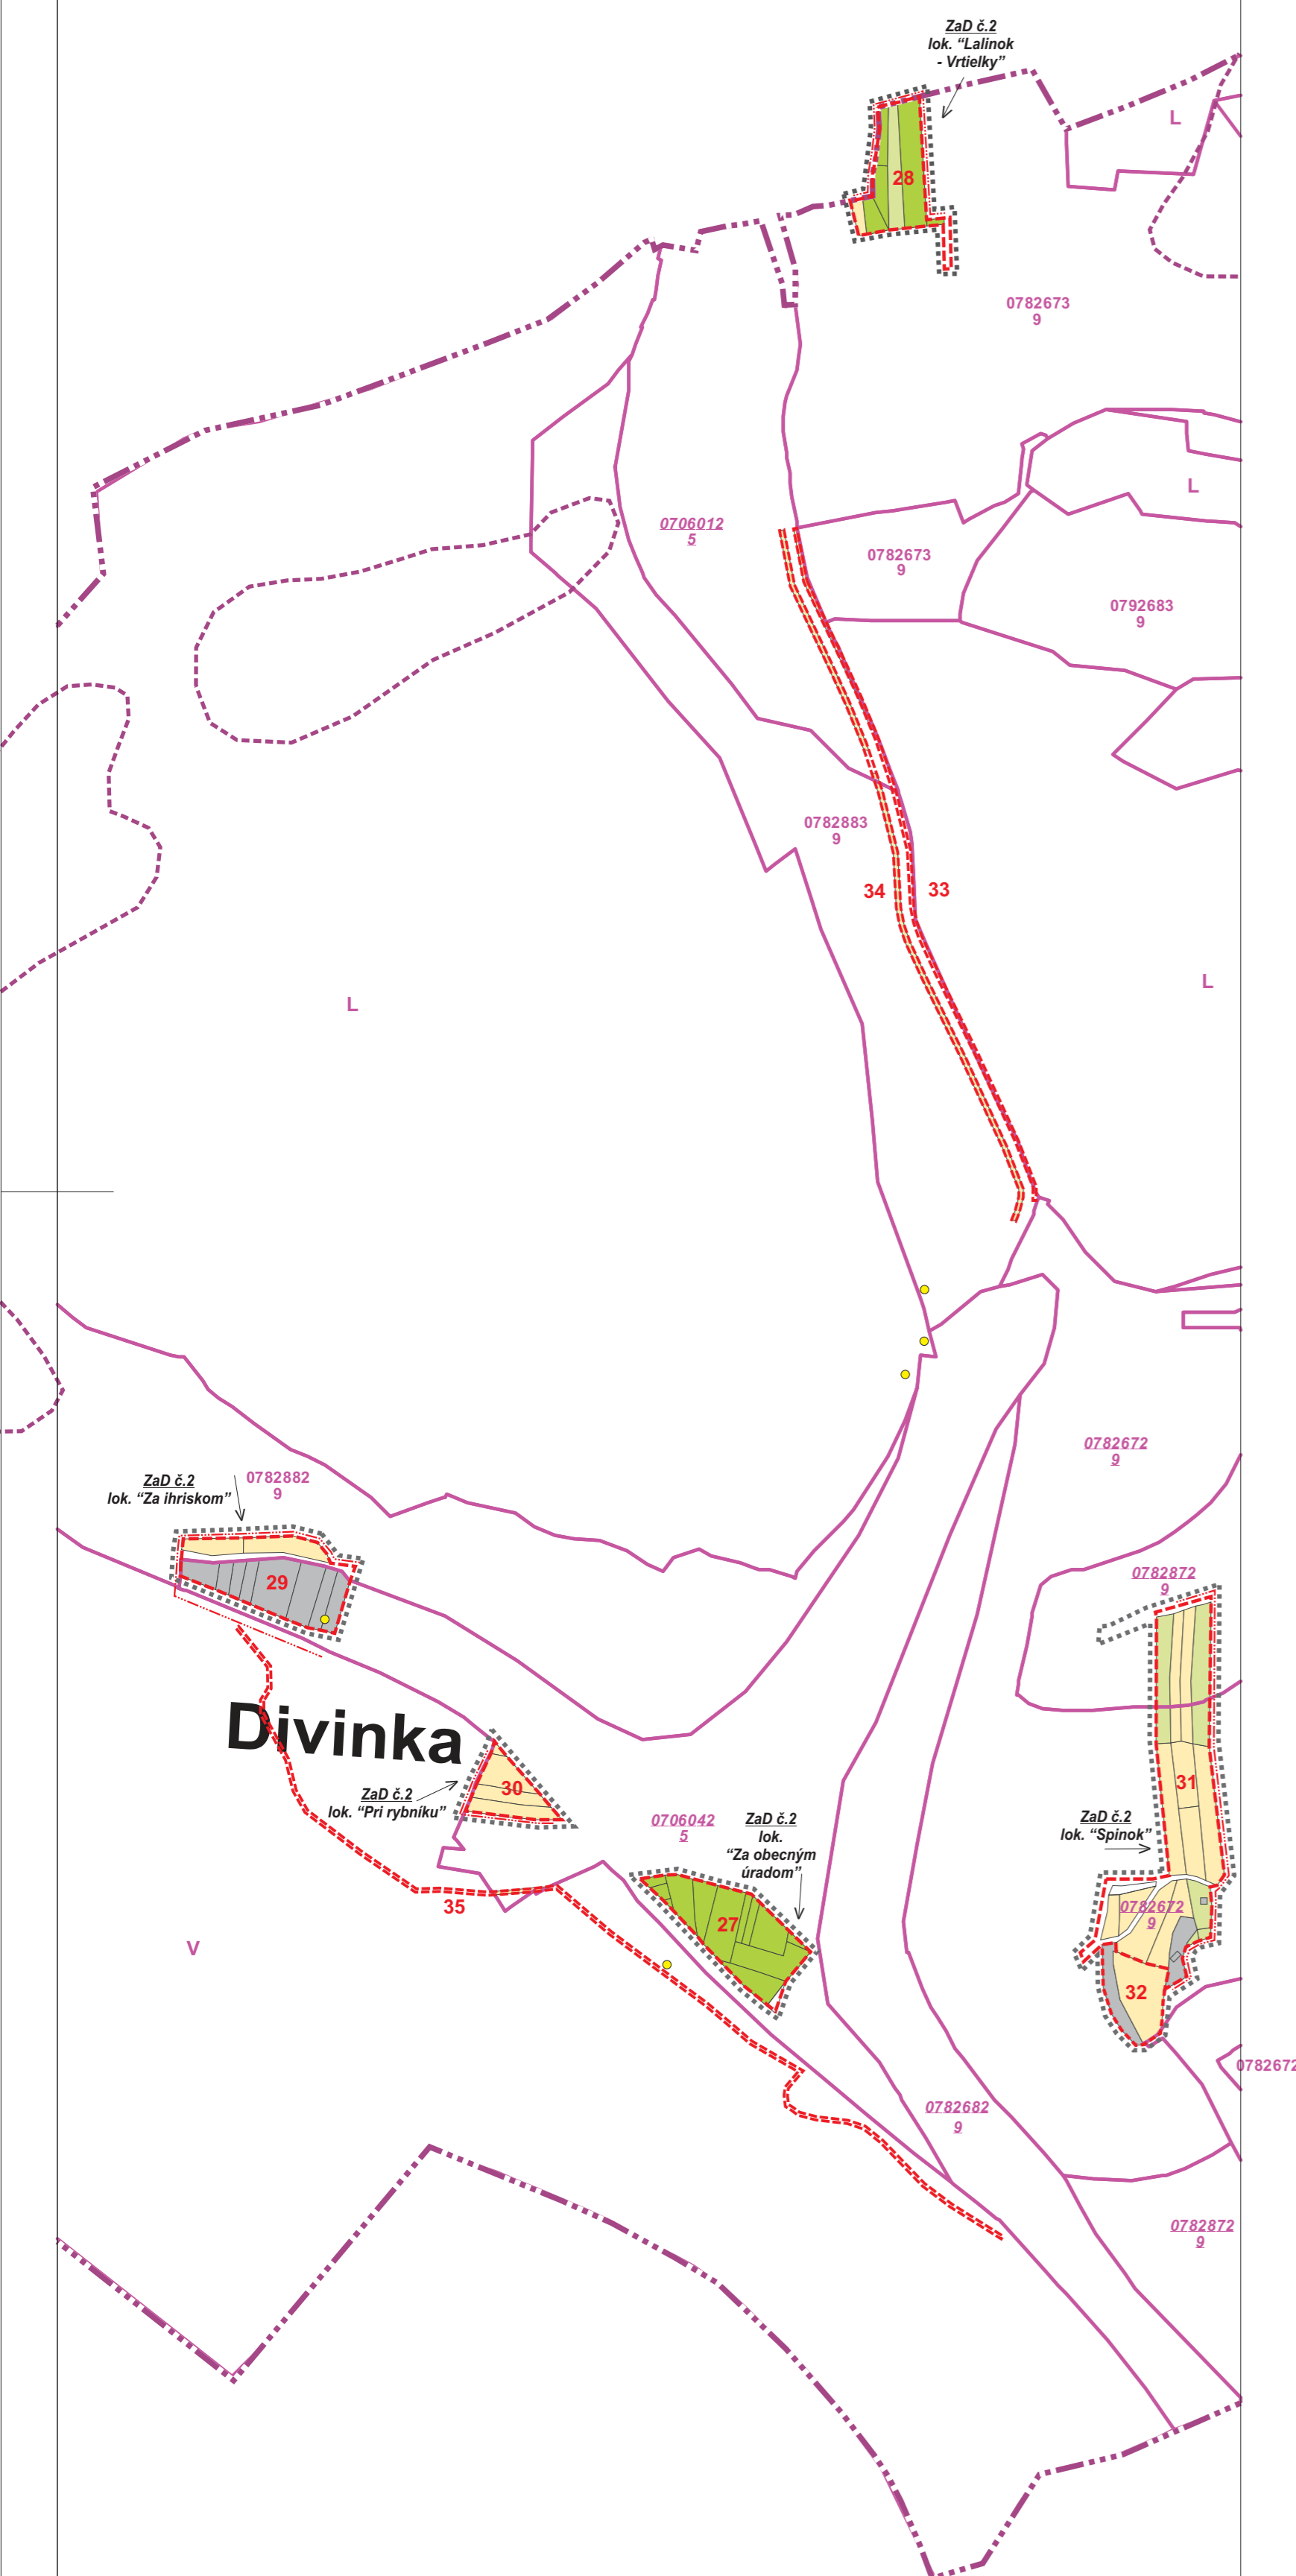 ZaD č.2
lok. “Lalinok
- Vrtielky”
L
28
0782673
9
L
0706012
5
0782673
9
0792683
9
0782883
9
34
33
L
L
0782672
9
ZaD č.2
lok. “Za ihriskom”
0782882
9
29
0782872
9
Divinka
30
ZaD č.2
lok. “Pri rybníku”
31
0706042
5
ZaD č.2
lok.
“Za obecným
úradom”
ZaD č.2
lok. “Spinok”
35
27
0782672
9
V
32
0782672
0782682
9
0782872
9